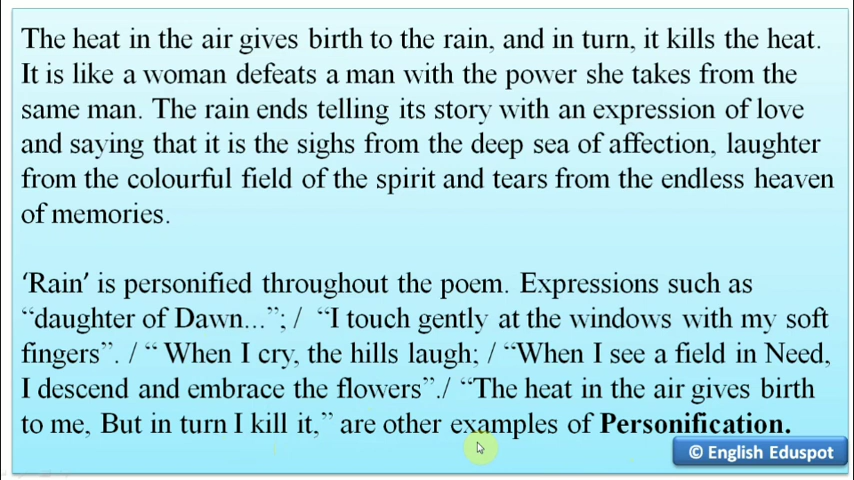 The heat in the air gives birth to the rain, and in turn, it kills the heat.
It is like a woman defeats a man with the power she takes from the
same man. The rain ends telling its story with an expression of love
and saying that it is the sighs from the deep sea of affection, laughter
from the colourful field of the spirit and tears from the endless heaven
of memories.
‘Rain’ is personified throughout the poem. Expressions such as
“daughter of Dawn...”; / “I touch gently at the windows with my soft
fingers”. / “ When I cry, the hills laugh; / “When I see a field in Need,
I descend and embrace the flowers”./ “The heat in the air gives birth
to me, But in turn I kill it,” are other examples of Personification.
© English Eduspot